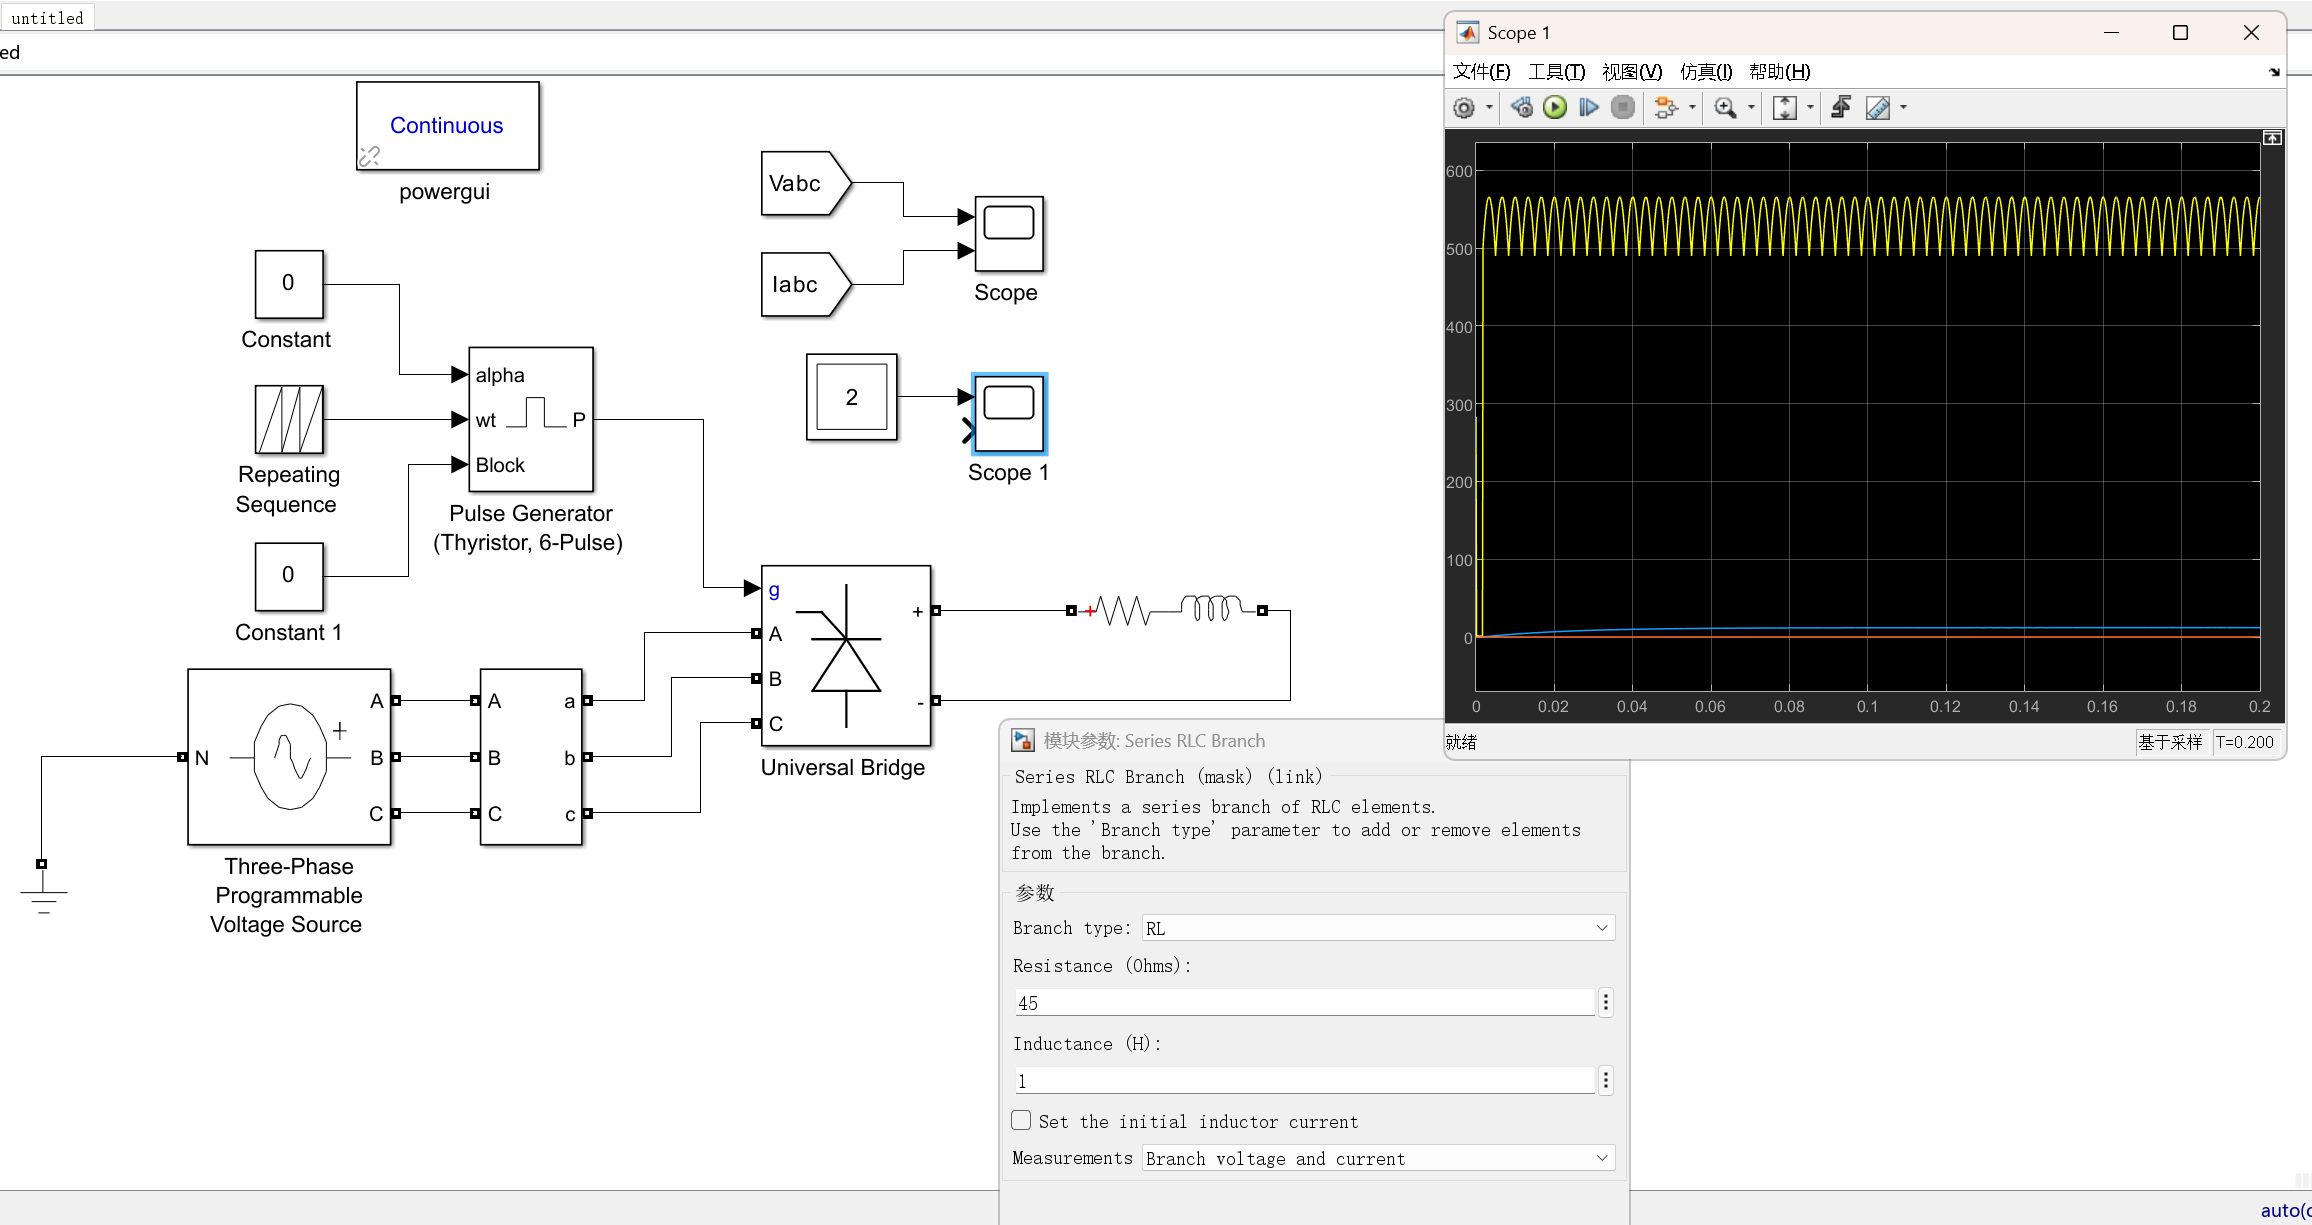 untitled
ed
Continuous
powergui
0
Constant
Repeating
Sequence
0
Constant 1
alpha
wt
P
Block
Pulse Generator
(Thyristor, 6-Pulse)
Vabc
Iabc
Scope
2
Scope 1
g
A
B
C
+
-
Universal Bridge
+
N
+
A
B
C
Three-Phase
Programmable
Voltage Source
A
B
C
a
b
c
模块参数: Series RLC Branch
Series RLC Branch (mask) (link)
Implements a series branch of RLC elements.
Use the 'Branch type' parameter to add or remove elements
from the branch.
参数
Branch type: RL
Resistance (Ohms):
45
Inductance (H):
1
Set the initial inductor current
Measurements Branch voltage and current
Scope 1
文件(F) 工具(T) 视图(V) 仿真(I) 帮助(H)
600
500
400
300
200
100
0
0 0.02 0.04 0.06 0.08 0.1 0.12 0.14 0.16 0.18 0.2
就绪
基于采样 T=0.200
auto(